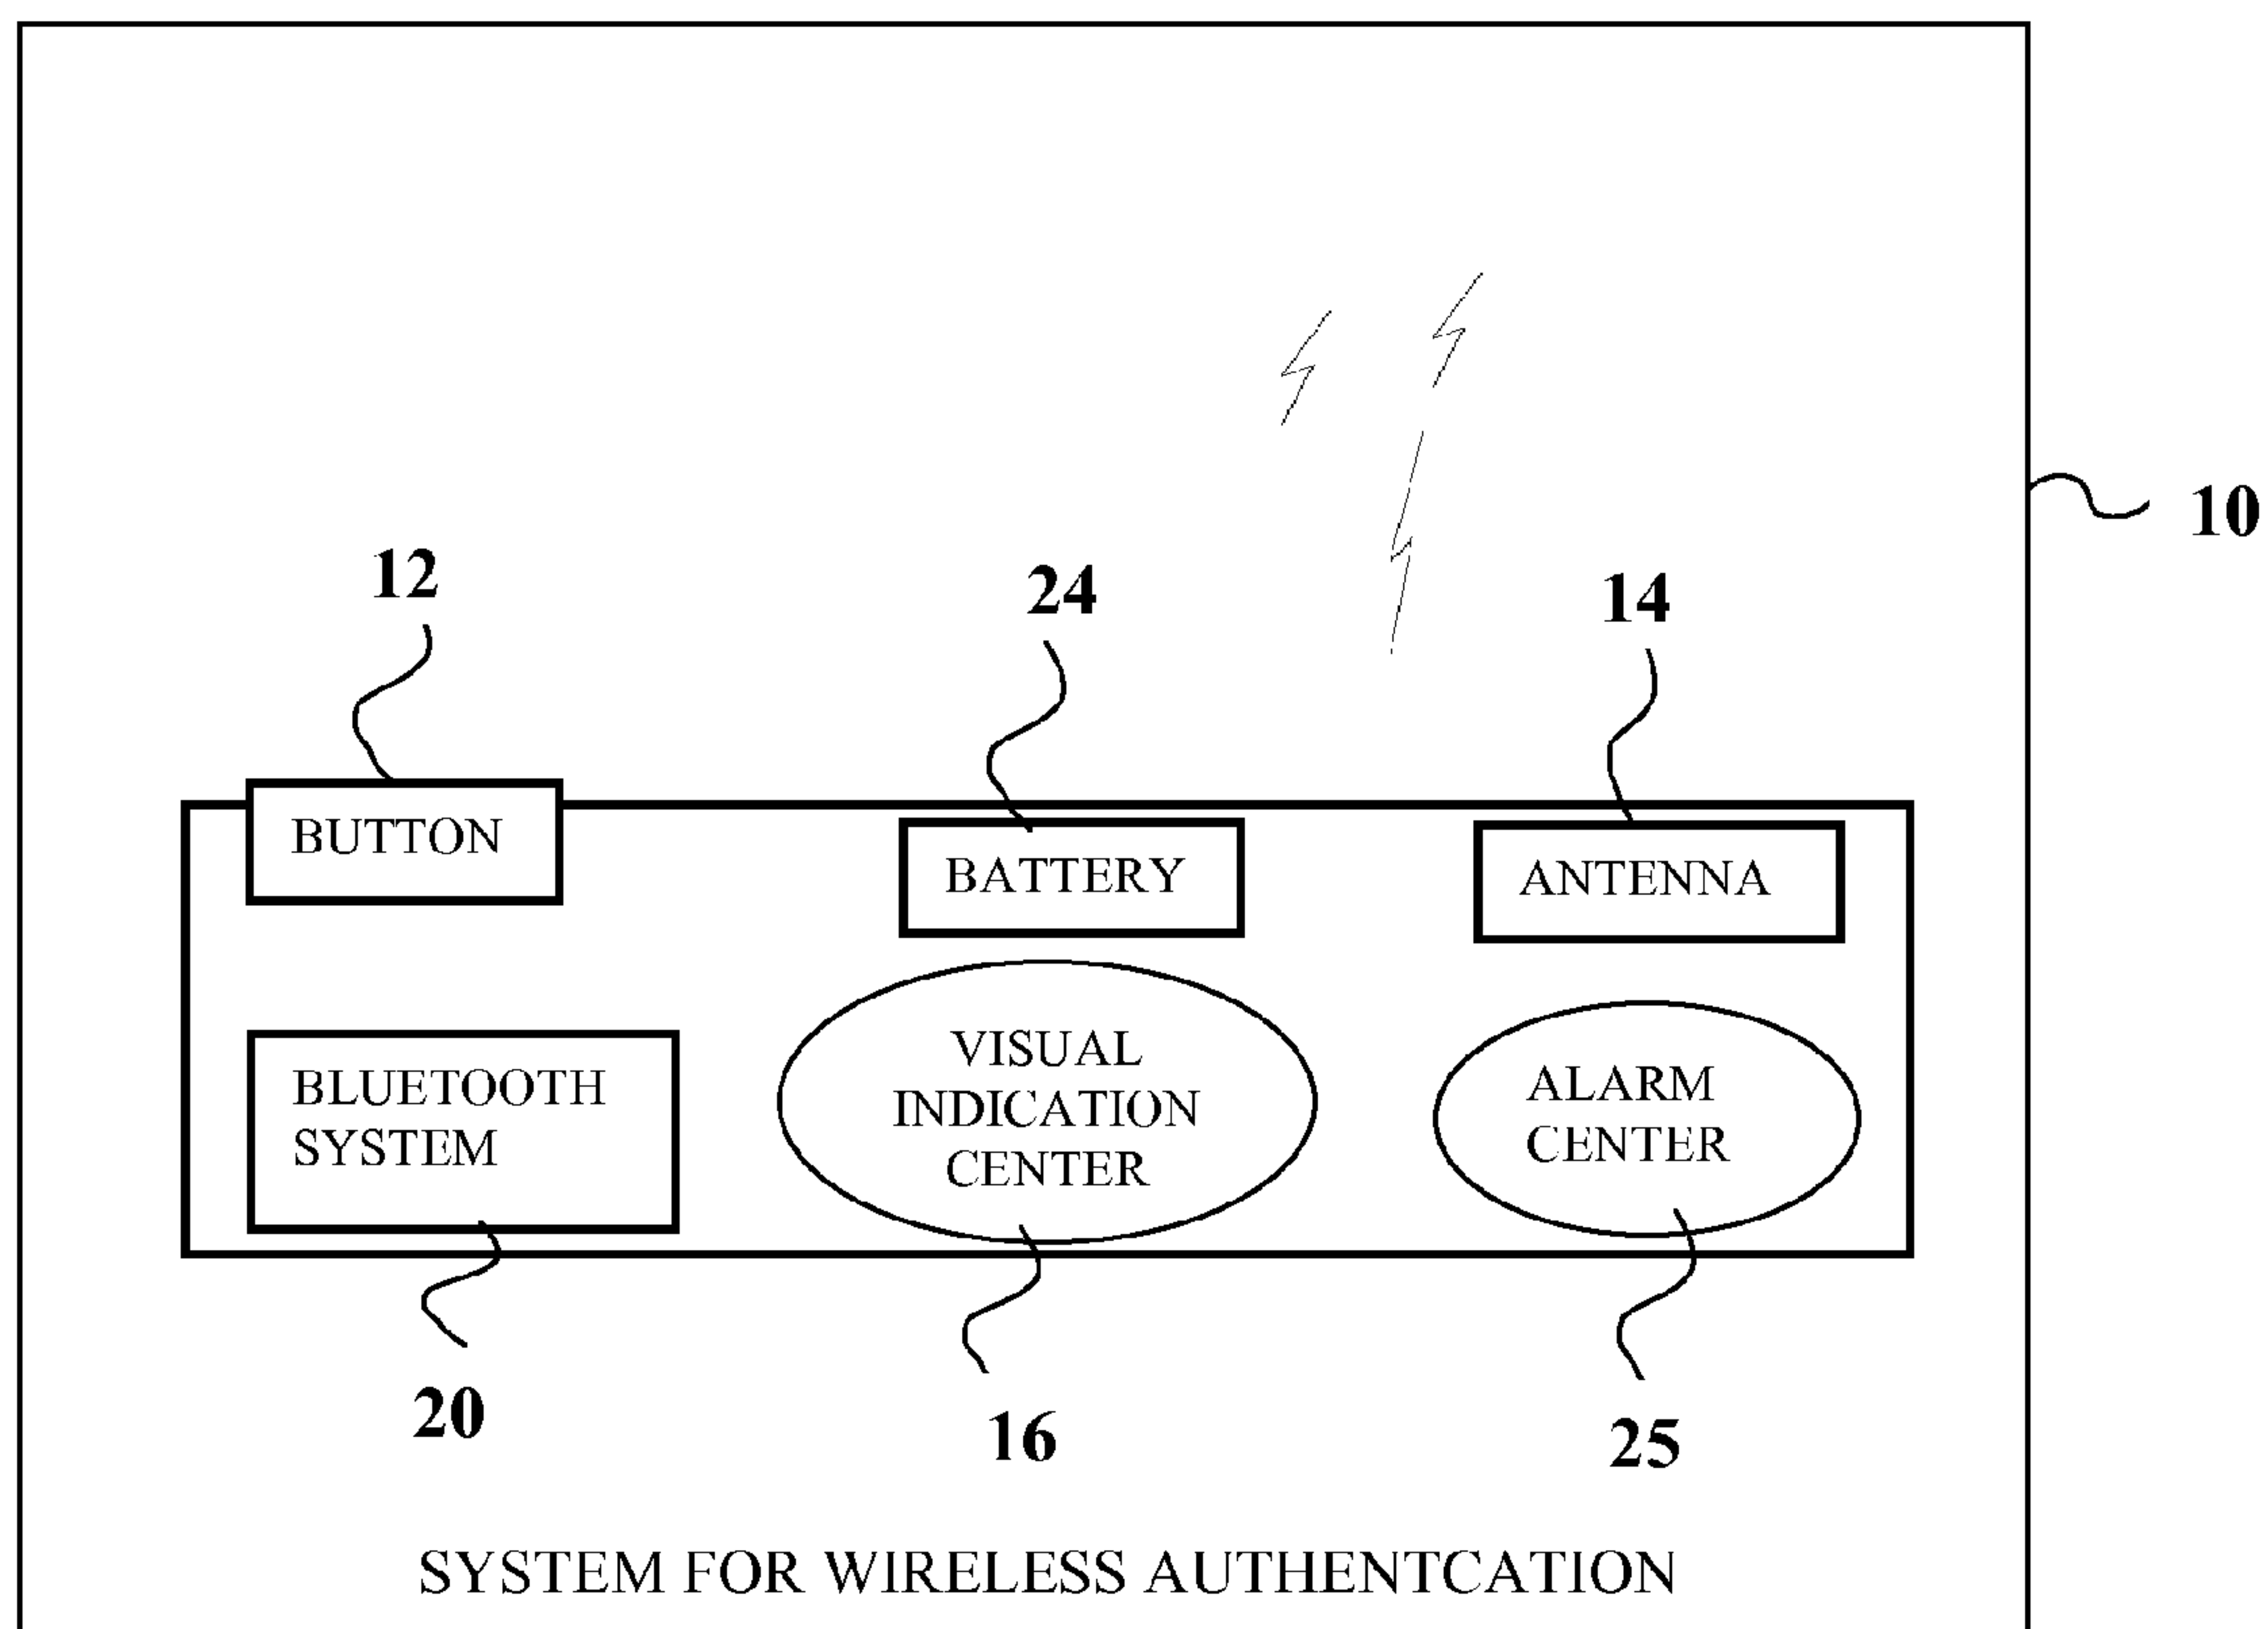 10
12
24
14
BUTTON
BATTERY
ANTENNA
BLUETOOTH
SYSTEM
VISUAL
INDICATION
CENTER
ALARM
CENTER
20
16
25
SYSTEM FOR WIRELESS AUTHENTCATION